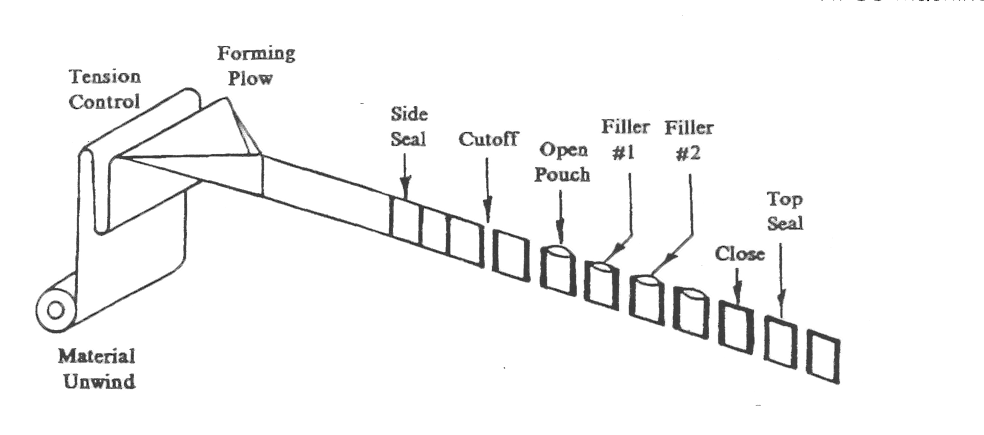 Forming
Plow
Tension
Control
Side
Seal
Cutoff
Open
Pouch
Filler
#1
Filler
#2
Top
Seal
Close
Material
Unwind